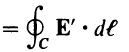 = ∮_C E′ · dℓ